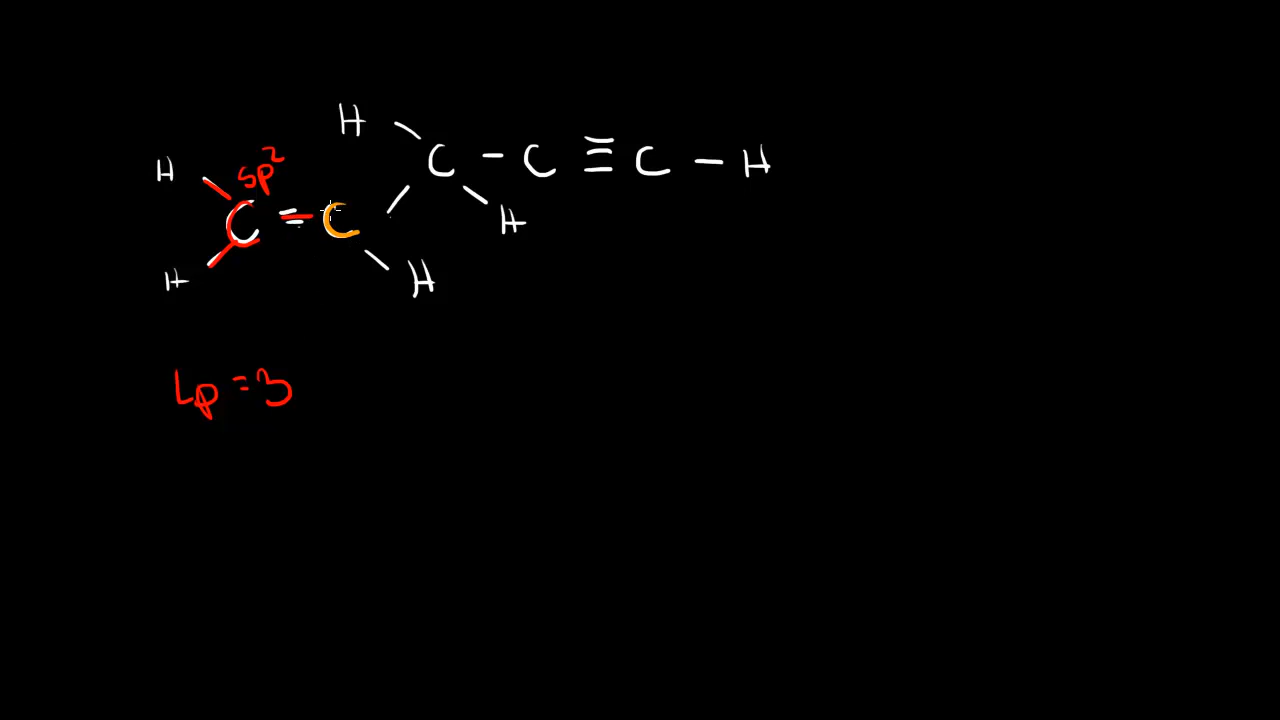 H
H sp² C - C ≡ C - H
C = C H
H H
Lp = 3